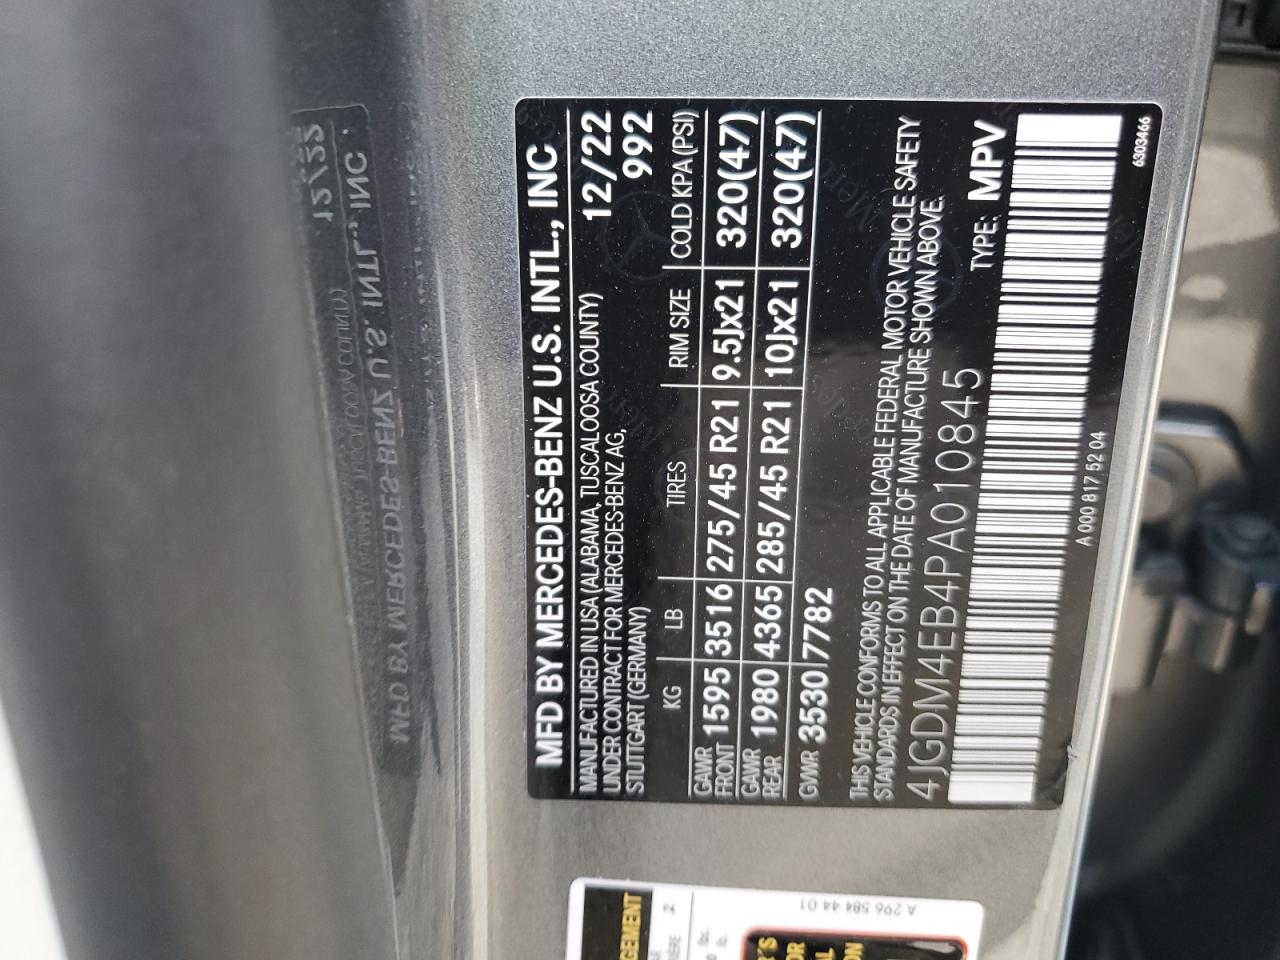 MFD BY MERCEDES-BENZ U.S. INTL., INC
MANUFACTURED IN USA (ALABAMA, TUSCALOOSA COUNTY) 12/22
UNDER CONTRACT FOR MERCEDES-BENZ AG, 992
STUTTGART (GERMANY)
KG LB TIRES RIM SIZE COLD KPA (PSI)
GAWR FRONT 1595 3516 275/45 R21 9.5Jx21 320(47)
GAWR REAR 1980 4365 285/45 R21 10Jx21 320(47)
GVWR 3530 7782
THIS VEHICLE CONFORMS TO ALL APPLICABLE FEDERAL MOTOR VEHICLE SAFETY
STANDARDS IN EFFECT ON THE DATE OF MANUFACTURE SHOWN ABOVE.
4JGDM4EB4PA010845 TYPE: MPV
A 000 817 52 04
6303466
A 296 584 44 01
2